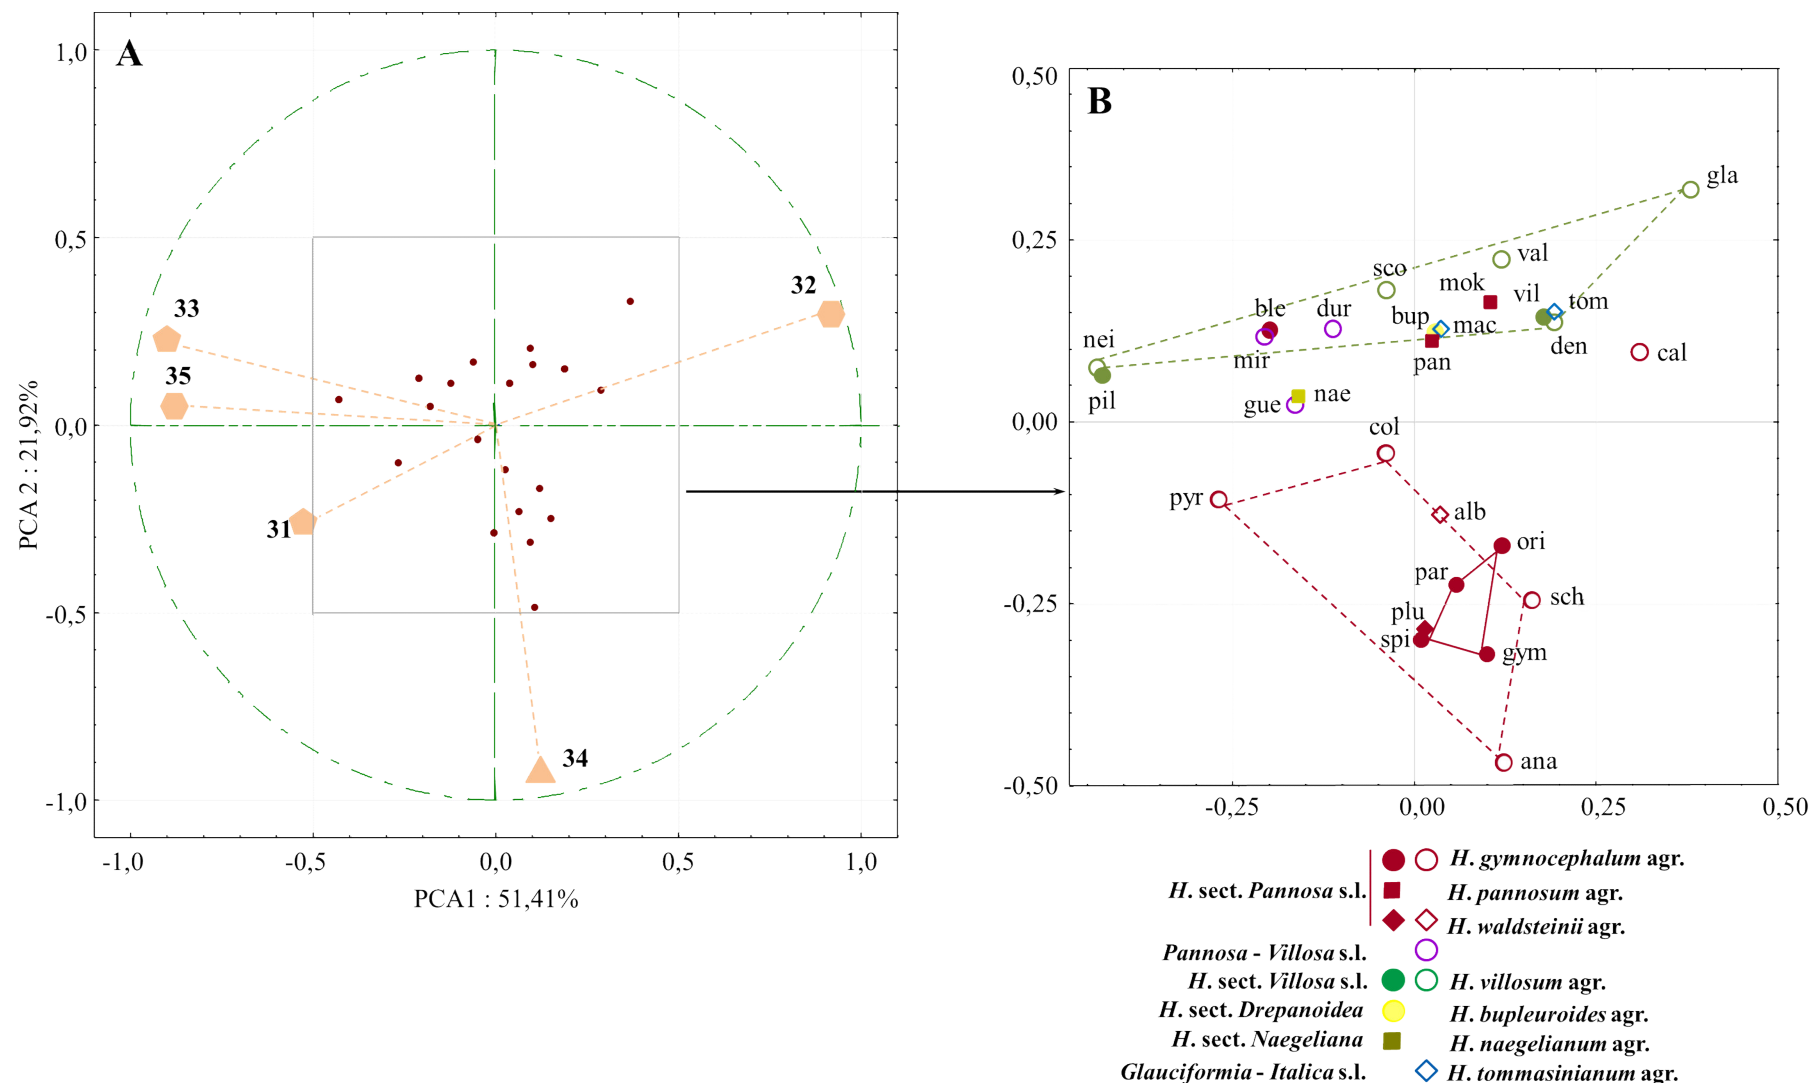 A
1,0
0,5
0,0
-0,5
-1,0
-1,0
-0,5
0,0
0,5
1,0
PCA 2 : 21,92%
PCA1 : 51,41%
33
35
31
32
34
B
0,50
0,25
0,00
-0,25
-0,50
-0,25
0,00
0,25
0,50
gla
val
sco
mok
vil
tom
ble
dur
bup
mac
den
nei
mir
pan
cal
pil
gue
nae
col
pyr
alb
ori
par
sch
plu
spi
gym
ana
H. gymnocephalum agr.
H. sect. Pannosa s.l.
H. pannosum agr.
H. waldsteinii agr.
Pannosa - Villosa s.l.
H. sect. Villosa s.l.
H. villosum agr.
H. sect. Drepanoidea
H. bupleuroides agr.
H. sect. Naegeliana
H. naegelianum agr.
Glauciformia - Italica s.l.
H. tommasinianum agr.